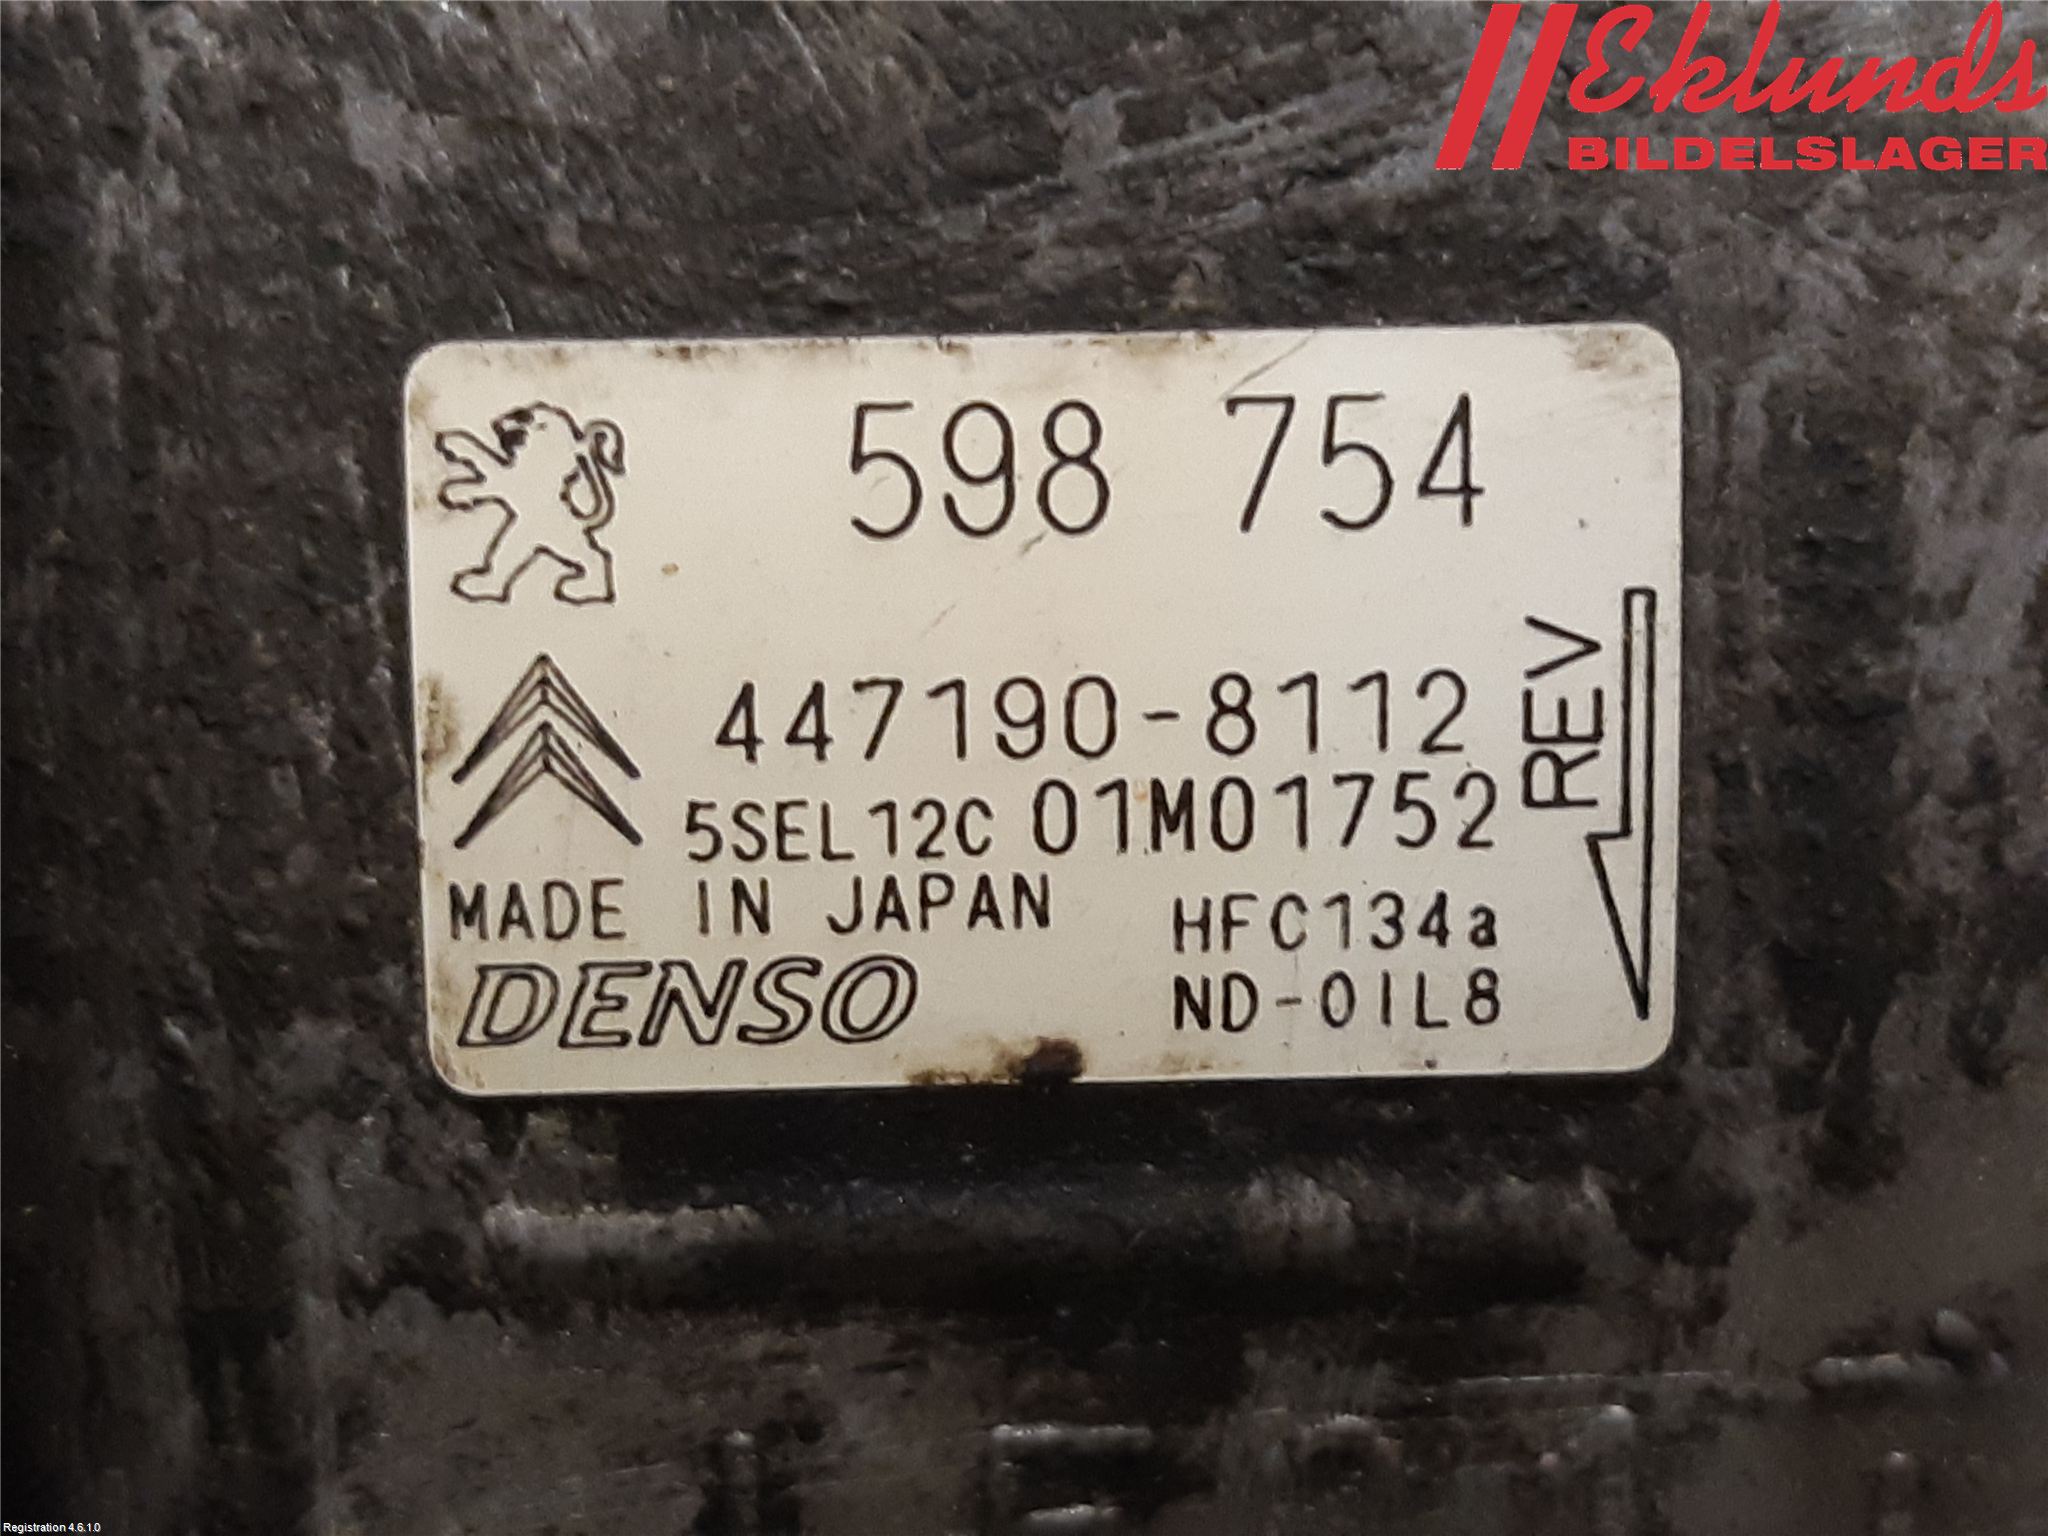 Eklunds
BILDELSLAGER
598 754
447190-8112
5SEL12C 01M01752
MADE IN JAPAN HFC134a
DENSO ND-OIL8
REV
Registration 4.6.1.0